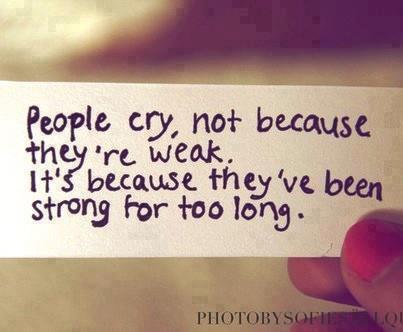 People cry, not because
they're weak.
It's because they've been
strong for too long.